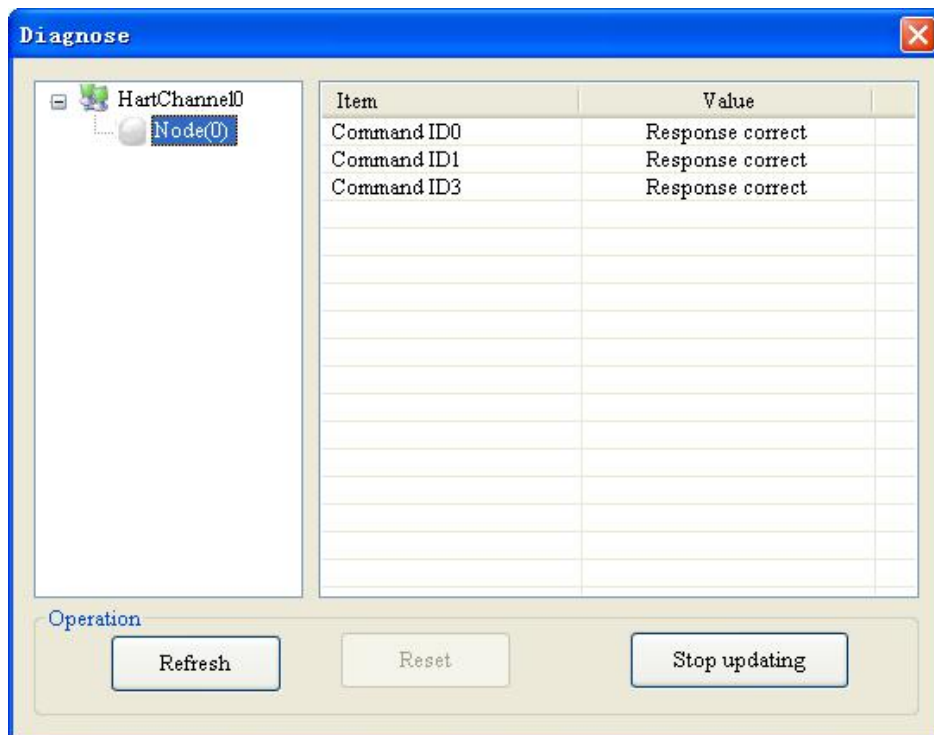 Diagnose
HartChannel0
Node(0)
Item Value
Command ID0 Response correct
Command ID1 Response correct
Command ID3 Response correct
Operation
Refresh Reset Stop updating